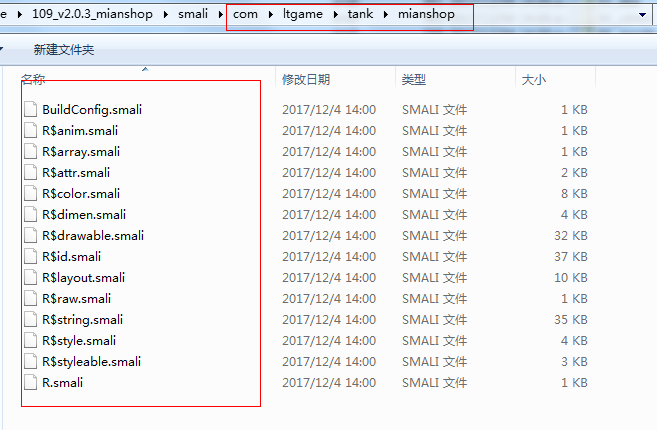 e ▸ 109_v2.0.3_mianshop ▸ smali ▸ com ▸ ltgame ▸ tank ▸ mianshop
新建文件夹
名称 修改日期 类型 大小
BuildConfig.smali 2017/12/4 14:00 SMALI 文件 1 KB
R$anim.smali 2017/12/4 14:00 SMALI 文件 1 KB
R$array.smali 2017/12/4 14:00 SMALI 文件 1 KB
R$attr.smali 2017/12/4 14:00 SMALI 文件 2 KB
R$color.smali 2017/12/4 14:00 SMALI 文件 8 KB
R$dimen.smali 2017/12/4 14:00 SMALI 文件 4 KB
R$drawable.smali 2017/12/4 14:00 SMALI 文件 32 KB
R$id.smali 2017/12/4 14:00 SMALI 文件 37 KB
R$layout.smali 2017/12/4 14:00 SMALI 文件 10 KB
R$raw.smali 2017/12/4 14:00 SMALI 文件 1 KB
R$string.smali 2017/12/4 14:00 SMALI 文件 35 KB
R$style.smali 2017/12/4 14:00 SMALI 文件 4 KB
R$styleable.smali 2017/12/4 14:00 SMALI 文件 3 KB
R.smali 2017/12/4 14:00 SMALI 文件 1 KB